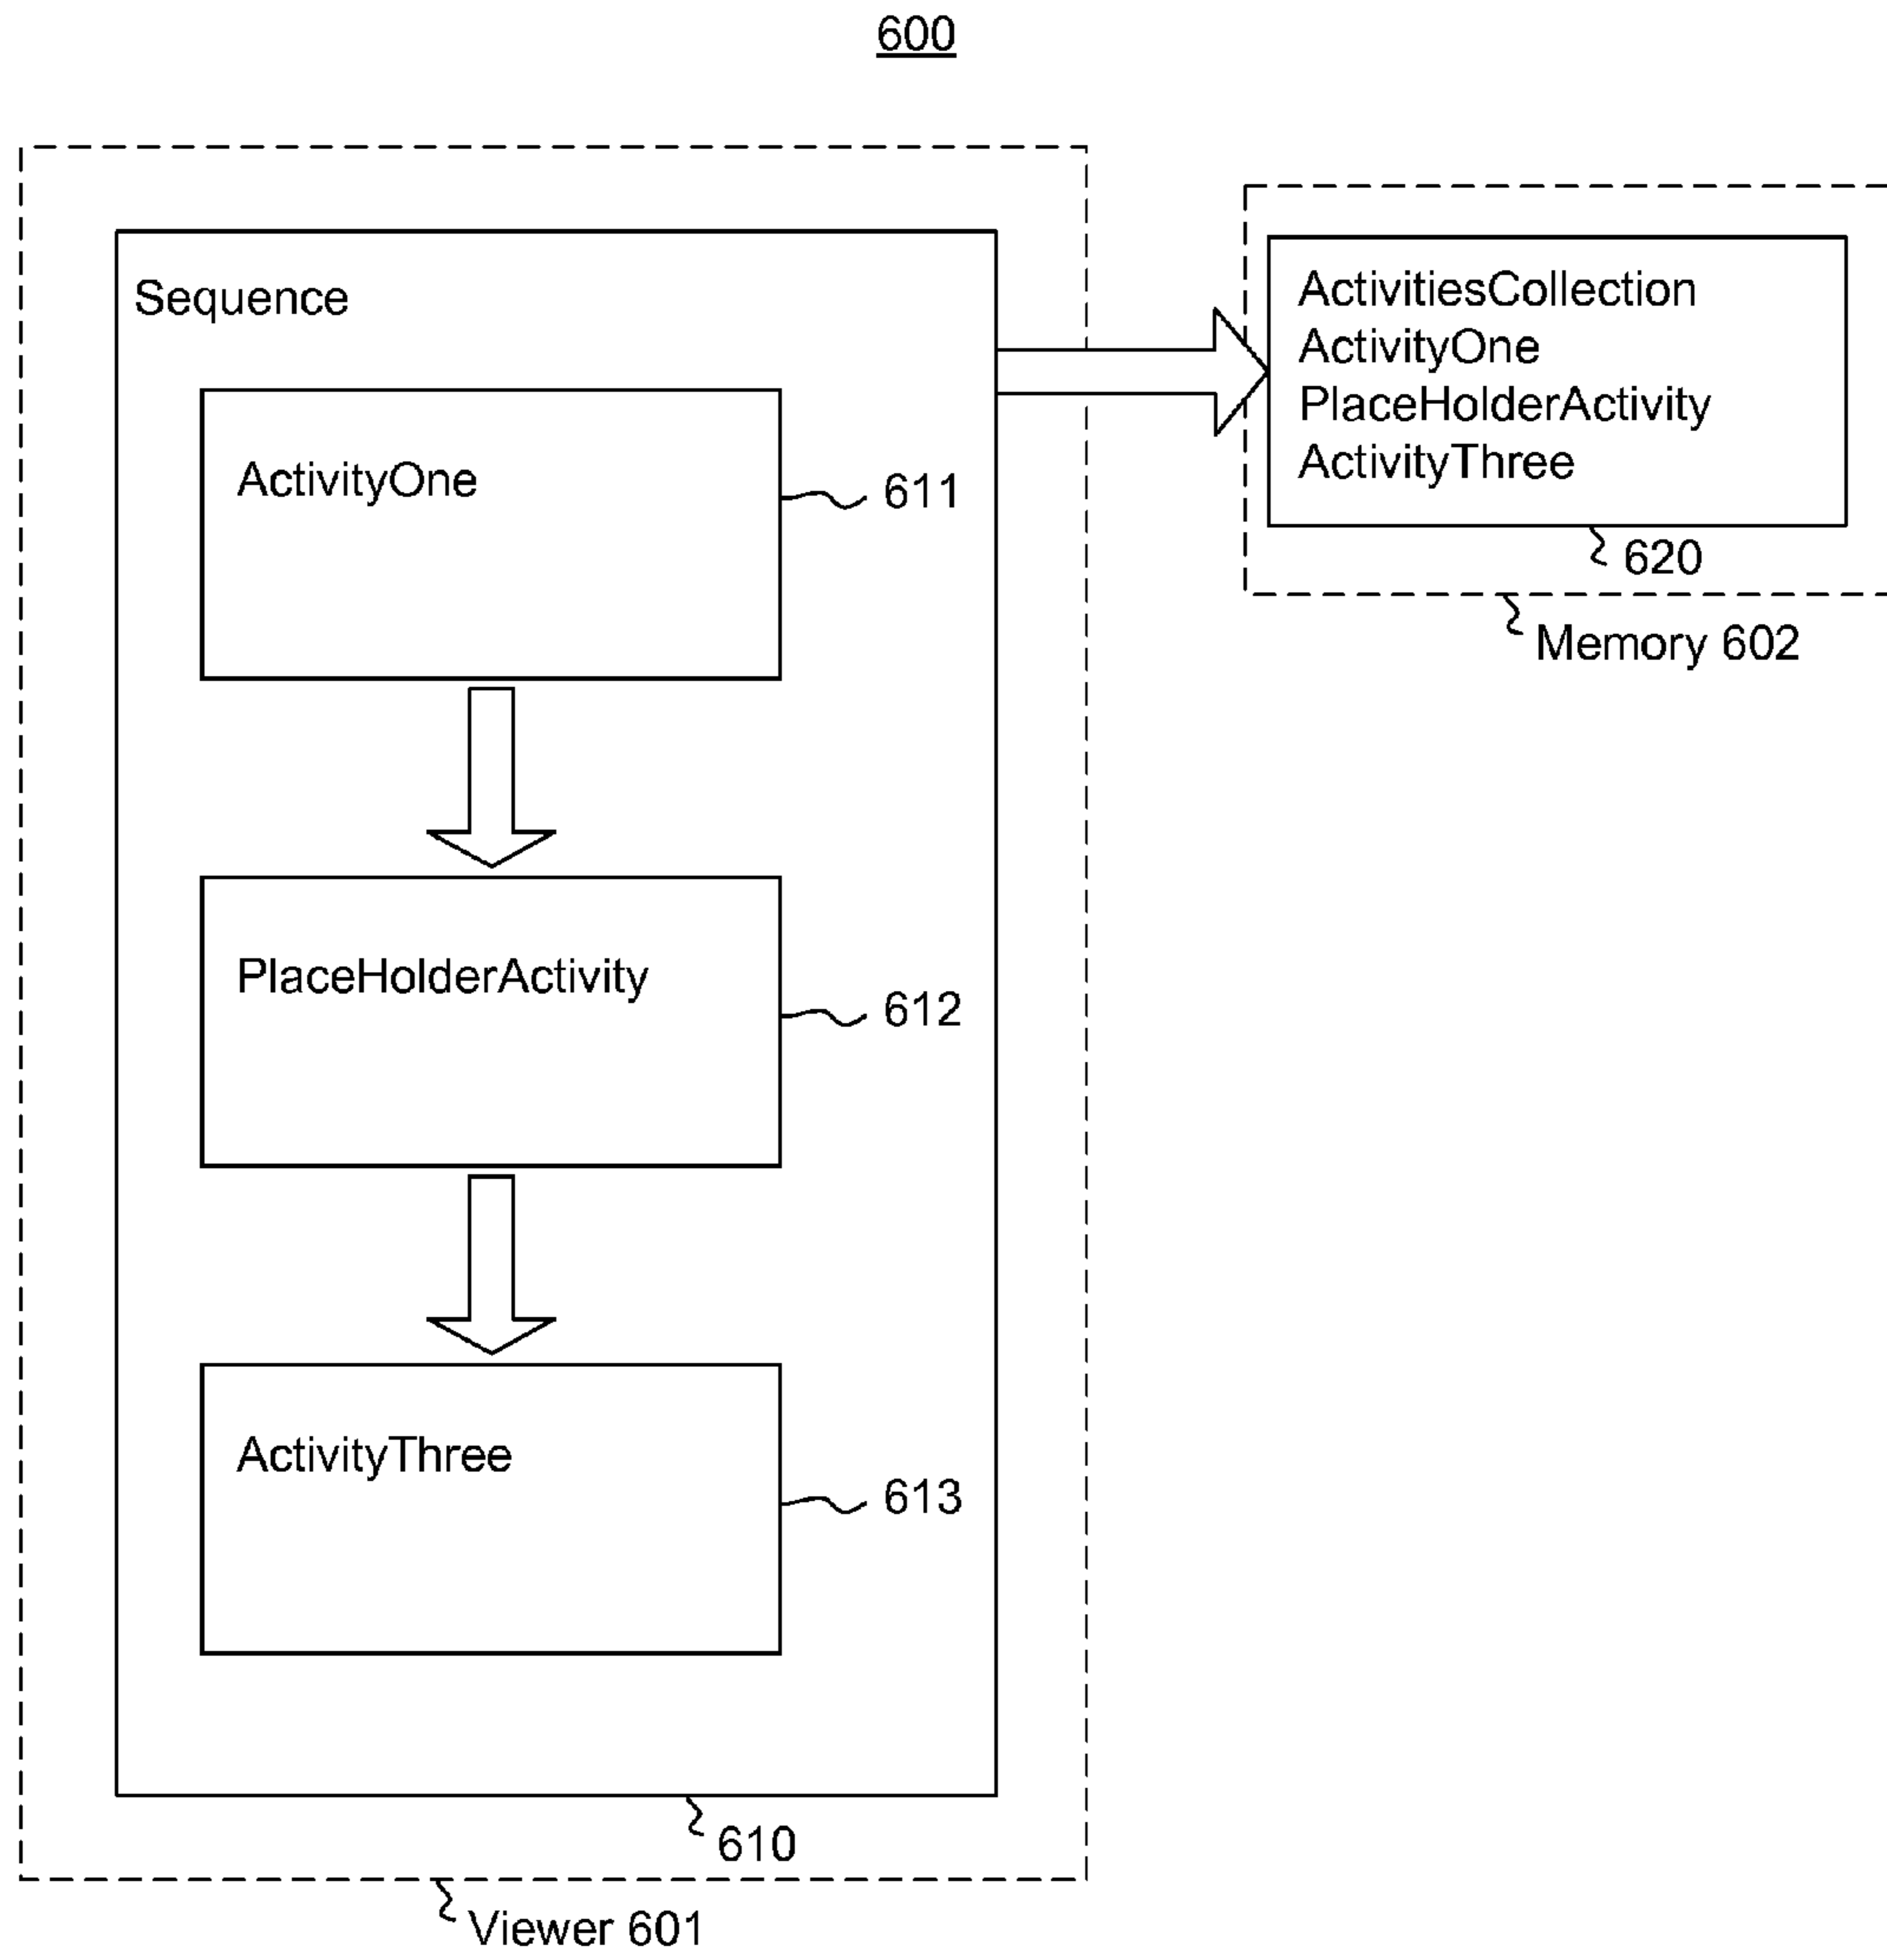 600
Sequence
ActivityOne
611
PlaceHolderActivity
612
ActivityThree
613
610
Viewer 601
ActivitiesCollection
ActivityOne
PlaceHolderActivity
ActivityThree
620
Memory 602